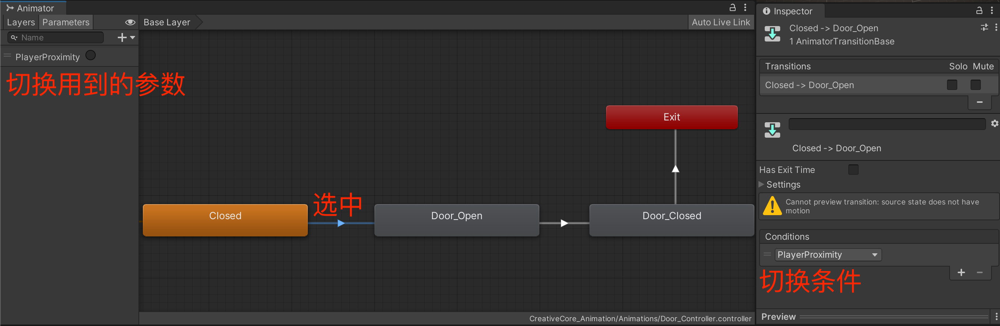 Animator
Layers
Parameters
Base Layer
Auto Live Link
Name
PlayerProximity
切换用到的参数
Exit
选中
Closed
Door_Open
Door_Closed
CreativeCore_Animation/Animations/Door_Controller.controller
Inspector
Closed -> Door_Open
1 AnimatorTransitionBase
Transitions
Solo
Mute
Closed -> Door_Open
Closed -> Door_Open
Has Exit Time
Settings
Cannot preview transition: source state does not have
motion
Conditions
PlayerProximity
切换条件
Preview